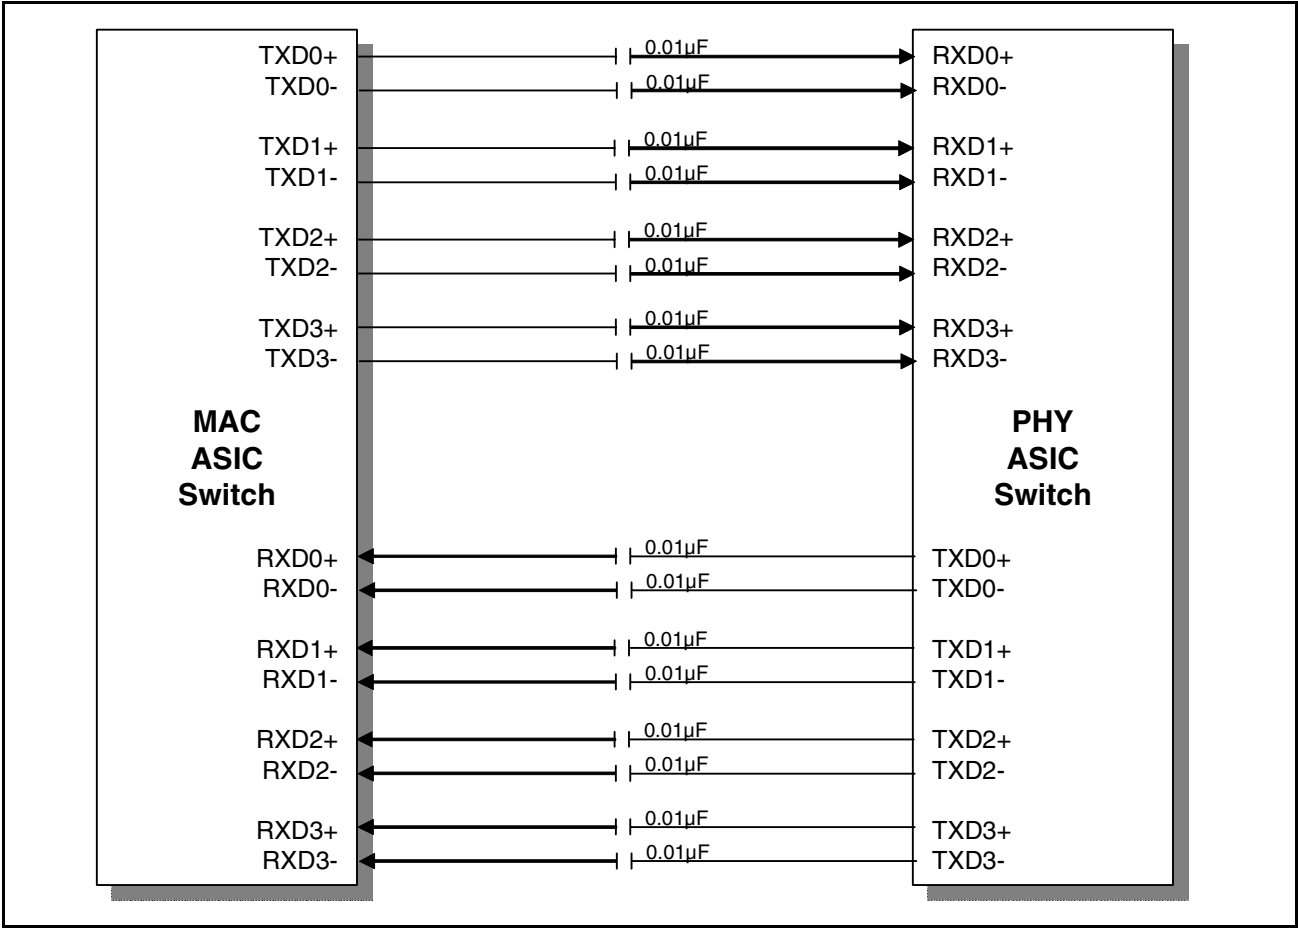 TXD0+ 0.01µF RXD0+
TXD0- 0.01µF RXD0-
TXD1+ 0.01µF RXD1+
TXD1- 0.01µF RXD1-
TXD2+ 0.01µF RXD2+
TXD2- 0.01µF RXD2-
TXD3+ 0.01µF RXD3+
TXD3- 0.01µF RXD3-
MAC PHY
ASIC ASIC
Switch Switch
RXD0+ 0.01µF TXD0+
RXD0- 0.01µF TXD0-
RXD1+ 0.01µF TXD1+
RXD1- 0.01µF TXD1-
RXD2+ 0.01µF TXD2+
RXD2- 0.01µF TXD2-
RXD3+ 0.01µF TXD3+
RXD3- 0.01µF TXD3-